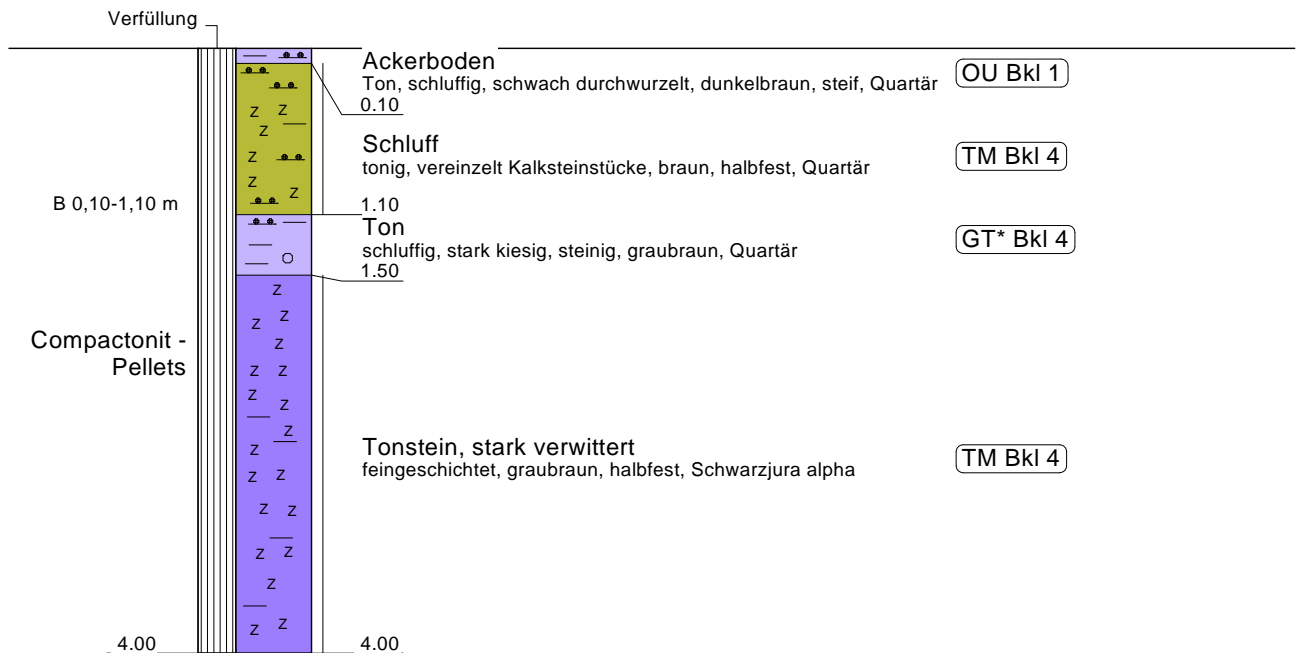 Verfüllung
Ackerboden
Ton, schluffig, schwach durchwurzelt, dunkelbraun, steif, Quartär
OU Bkl 1
0.10
Schluff
tonig, vereinzelt Kalksteinstücke, braun, halbfest, Quartär
TM Bkl 4
B 0,10-1,10 m
1.10
Ton
schluffig, stark kiesig, steinig, graubraun, Quartär
GT* Bkl 4
1.50
Compactonit -
Pellets
Tonstein, stark verwittert
feingeschichtet, graubraun, halbfest, Schwarzjura alpha
TM Bkl 4
4.00
4.00